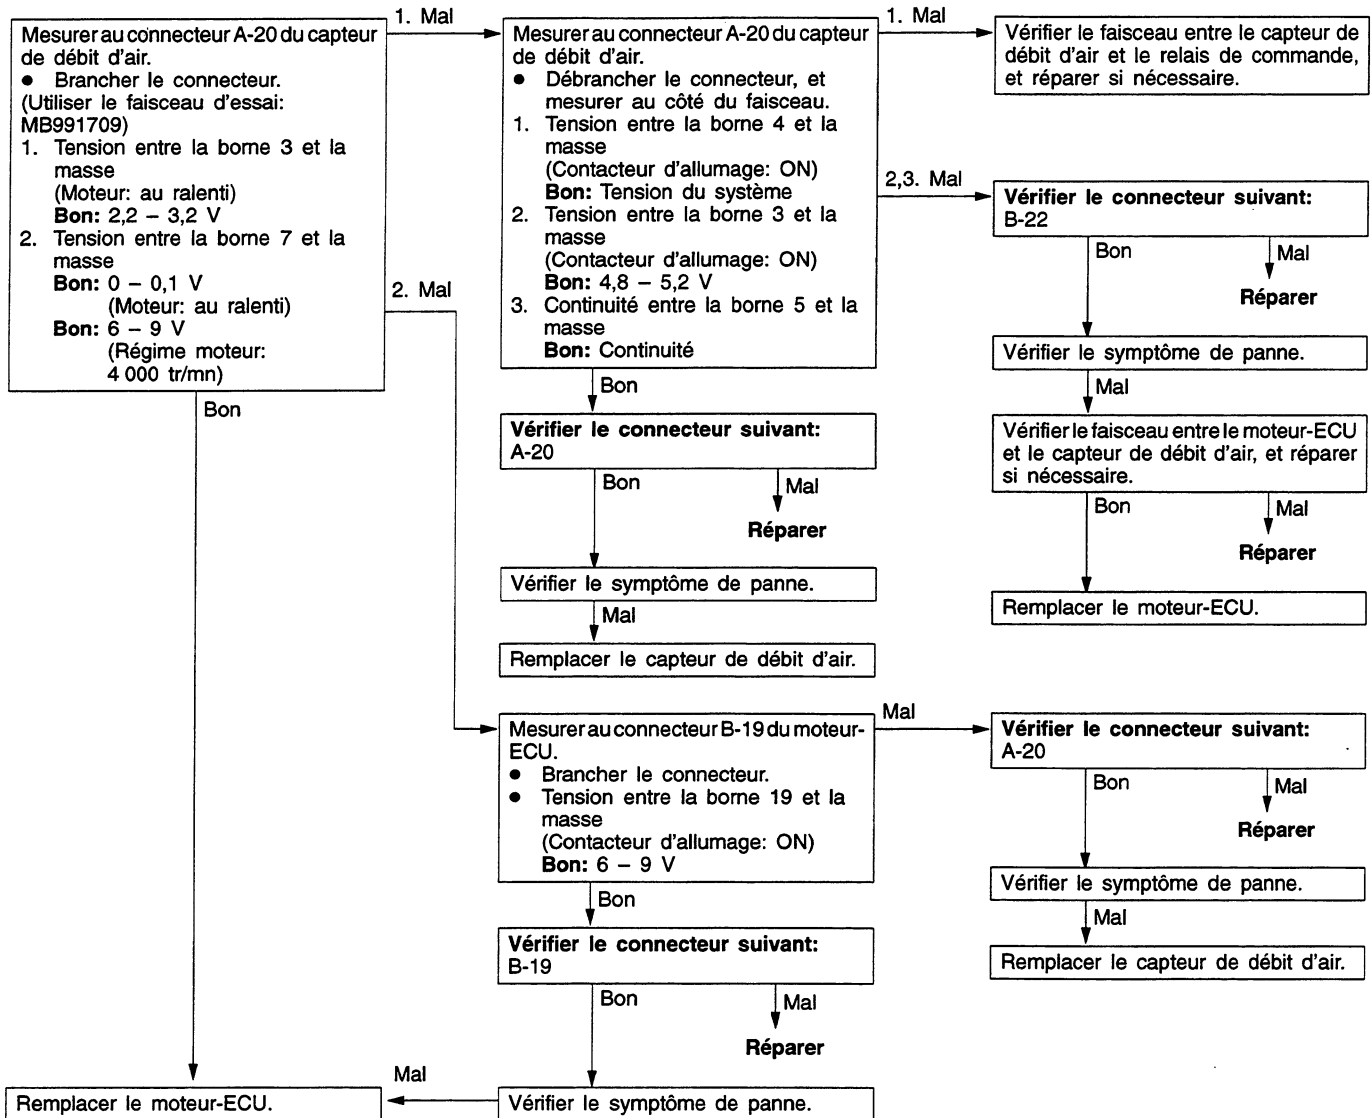 Mesurer au connecteur A-20 du capteur
de débit d'air.
● Brancher le connecteur.
(Utiliser le faisceau d'essai:
MB991709)
1. Tension entre la borne 3 et la
masse
(Moteur: au ralenti)
Bon: 2,2 – 3,2 V
2. Tension entre la borne 7 et la
masse
Bon: 0 – 0,1 V
(Moteur: au ralenti)
Bon: 6 – 9 V
(Régime moteur:
4 000 tr/mn)
1. Mal
2. Mal
Bon
Mesurer au connecteur A-20 du capteur
de débit d'air.
● Débrancher le connecteur, et
mesurer au côté du faisceau.
1. Tension entre la borne 4 et la
masse
(Contacteur d'allumage: ON)
Bon: Tension du système
2. Tension entre la borne 3 et la
masse
(Contacteur d'allumage: ON)
Bon: 4,8 – 5,2 V
3. Continuité entre la borne 5 et la
masse
Bon: Continuité
1. Mal
2,3. Mal
Bon
Vérifier le faisceau entre le capteur de
débit d'air et le relais de commande,
et réparer si nécessaire.
Vérifier le connecteur suivant:
B-22
Bon
Mal
Réparer
Vérifier le symptôme de panne.
Mal
Vérifier le faisceau entre le moteur-ECU
et le capteur de débit d'air, et réparer
si nécessaire.
Bon
Mal
Réparer
Remplacer le moteur-ECU.
Vérifier le connecteur suivant:
A-20
Bon
Mal
Réparer
Vérifier le symptôme de panne.
Mal
Remplacer le capteur de débit d'air.
Mesurer au connecteur B-19 du moteur-
ECU.
● Brancher le connecteur.
● Tension entre la borne 19 et la
masse
(Contacteur d'allumage: ON)
Bon: 6 – 9 V
Mal
Bon
Vérifier le connecteur suivant:
A-20
Bon
Mal
Réparer
Vérifier le symptôme de panne.
Mal
Remplacer le capteur de débit d'air.
Vérifier le connecteur suivant:
B-19
Bon
Mal
Réparer
Vérifier le symptôme de panne.
Mal
Remplacer le moteur-ECU.